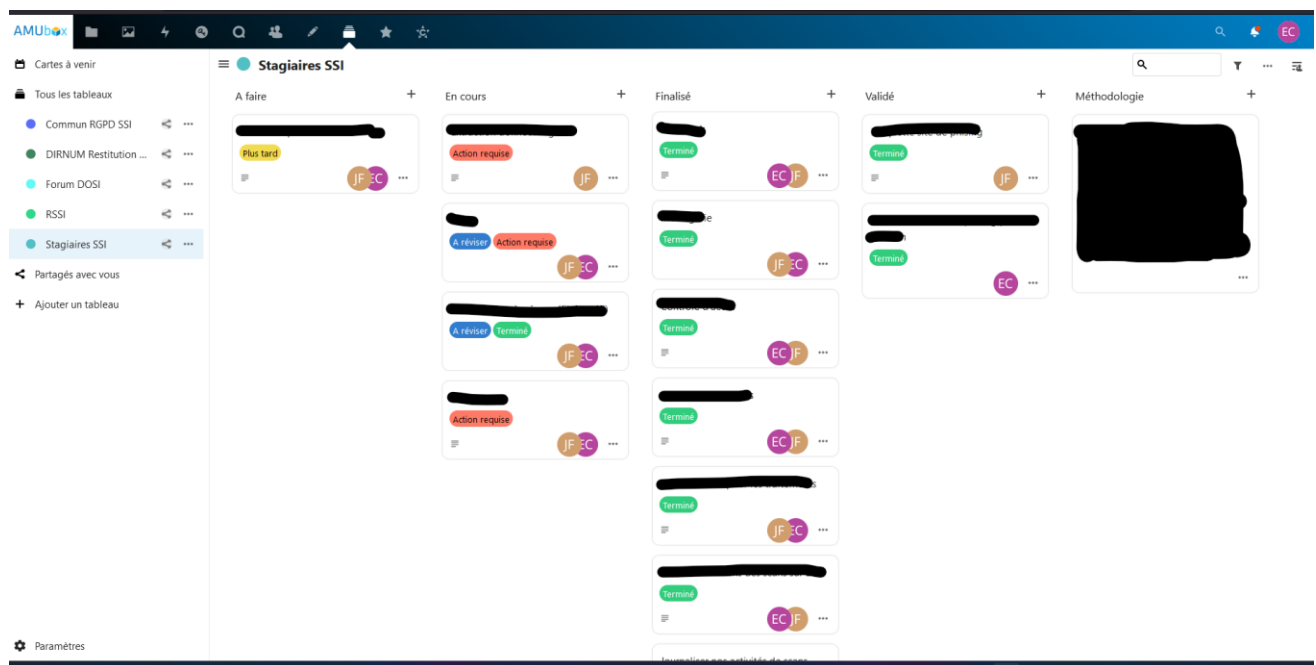 AMUbox
EC
Cartes à venir
Stagiaires SSI
Tous les tableaux
A faire
En cours
Finalisé
Validé
Méthodologie
Commun RGPD SSI
DIRNUM Restitution ...
Forum DOSI
RSSI
Stagiaires SSI
Partagés avec vous
Ajouter un tableau
Paramètres
Plus tard
JF EC
Action requise
JF
A réviser Action requise
JF EC
A réviser Terminé
JF EC
Action requise
JF EC
Terminé
EC JF
Terminé
JF EC
Terminé
EC JF
Terminé
EC JF
Terminé
JF EC
Terminé
EC JF
Terminé
JF
Terminé
EC